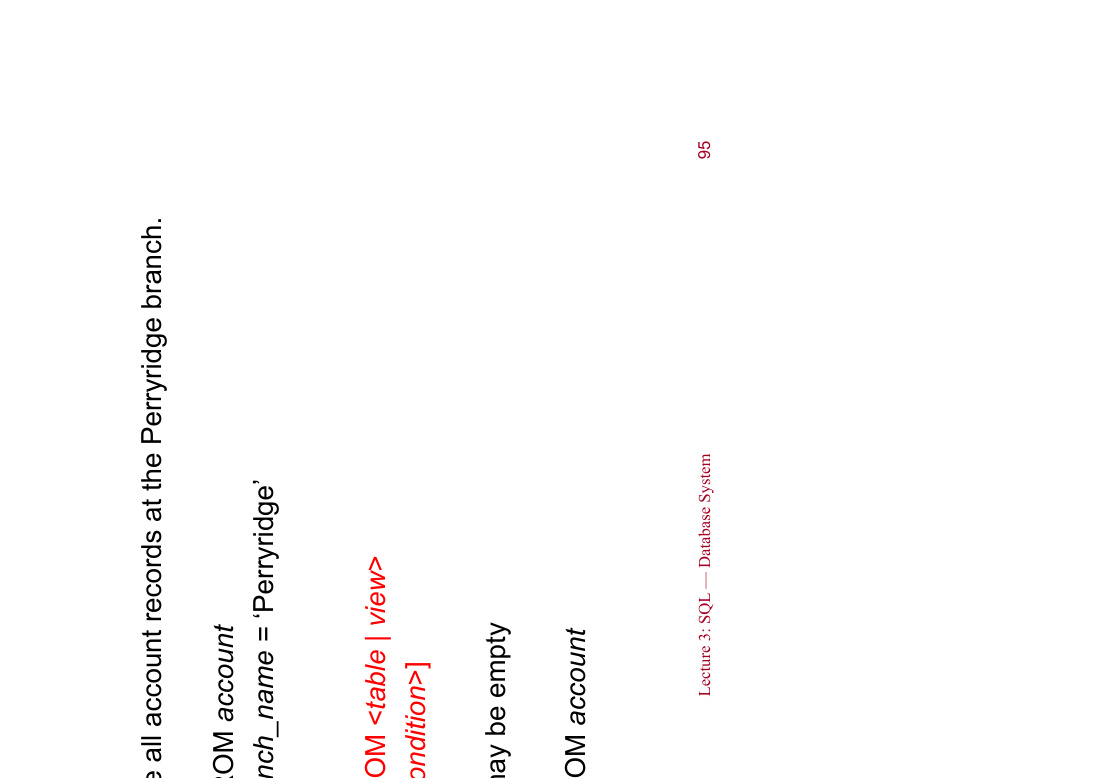 e all account records at the Perryridge branch.
ROM account
nch_name = ‘Perryridge’
OM <table | view>
ondition>]
nay be empty
OM account
Lecture 3: SQL — Database System
95